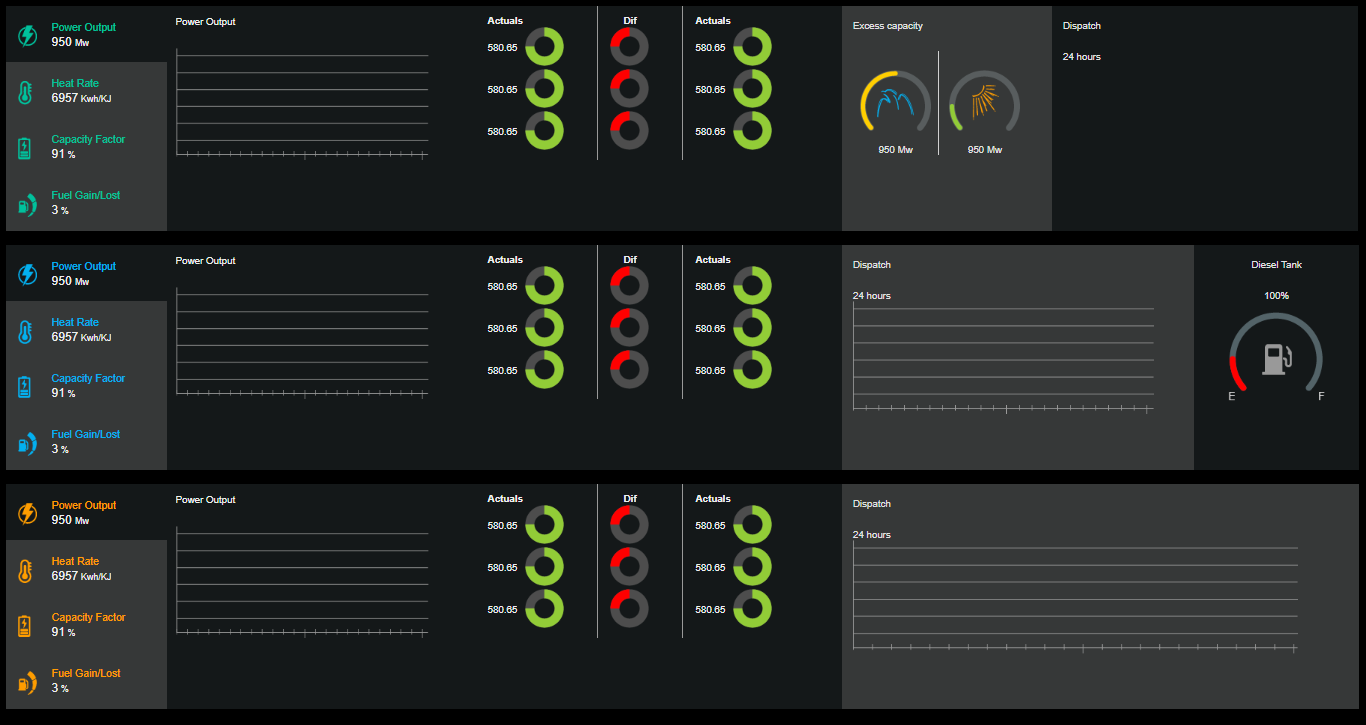 Power Output
950 Mw
Heat Rate
6957 Kwh/KJ
Capacity Factor
91 %
Fuel Gain/Lost
3 %
Power Output
Actuals
580.65
580.65
580.65
Dif
Actuals
580.65
580.65
580.65
Excess capacity
950 Mw
950 Mw
Dispatch
24 hours
Power Output
950 Mw
Heat Rate
6957 Kwh/KJ
Capacity Factor
91 %
Fuel Gain/Lost
3 %
Power Output
Actuals
580.65
580.65
580.65
Dif
Actuals
580.65
580.65
580.65
Dispatch
24 hours
Diesel Tank
100%
E F
Power Output
950 Mw
Heat Rate
6957 Kwh/KJ
Capacity Factor
91 %
Fuel Gain/Lost
3 %
Power Output
Actuals
580.65
580.65
580.65
Dif
Actuals
580.65
580.65
580.65
Dispatch
24 hours